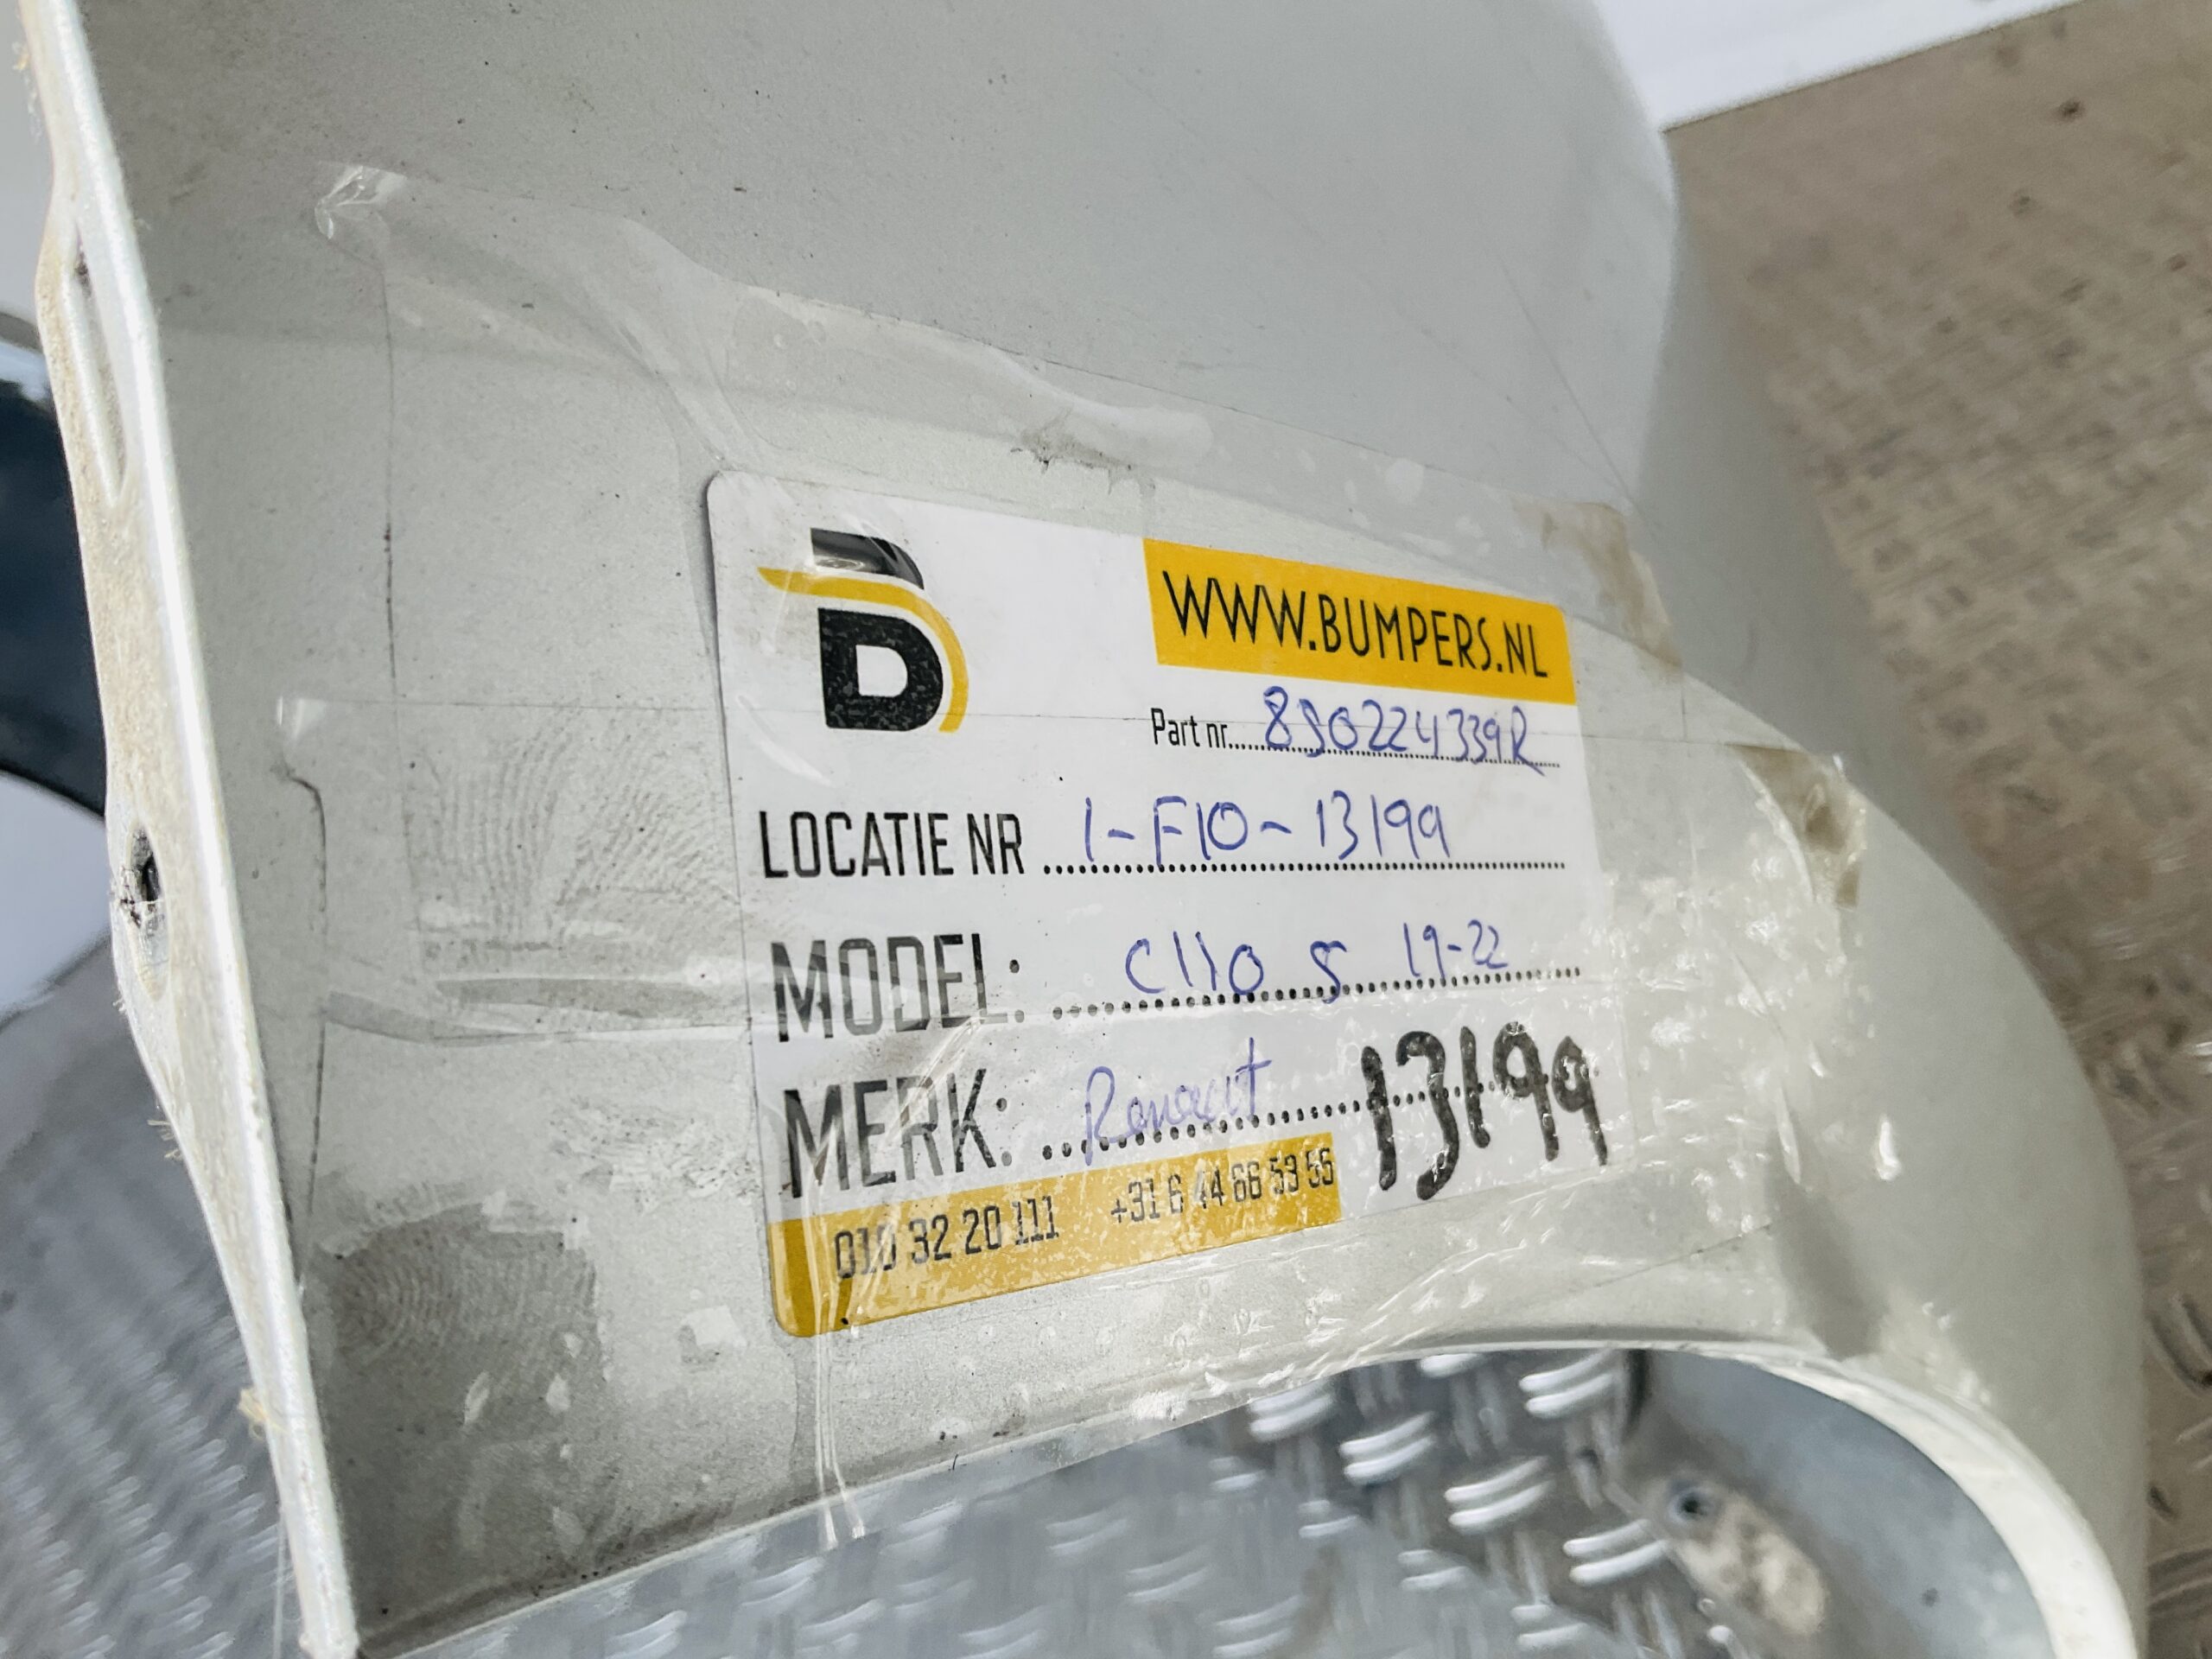 B
WWW.BUMPERS.NL
Part nr. 850224339R
LOCATIE NR 1-F10-13199
MODEL: Clio 5 19-22
MERK: Renault 13199
010 32 20 111 +31 6 44 66 53 55